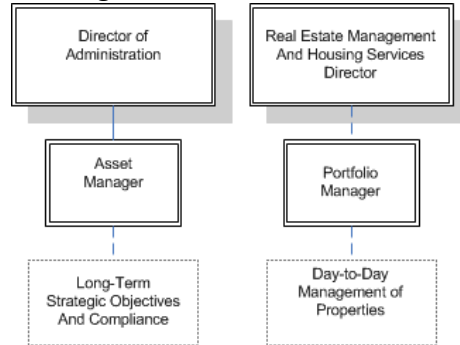 Director of
Administration
Real Estate Management
And Housing Services
Director
Asset
Manager
Portfolio
Manager
Long-Term
Strategic Objectives
And Compliance
Day-to-Day
Management of
Properties